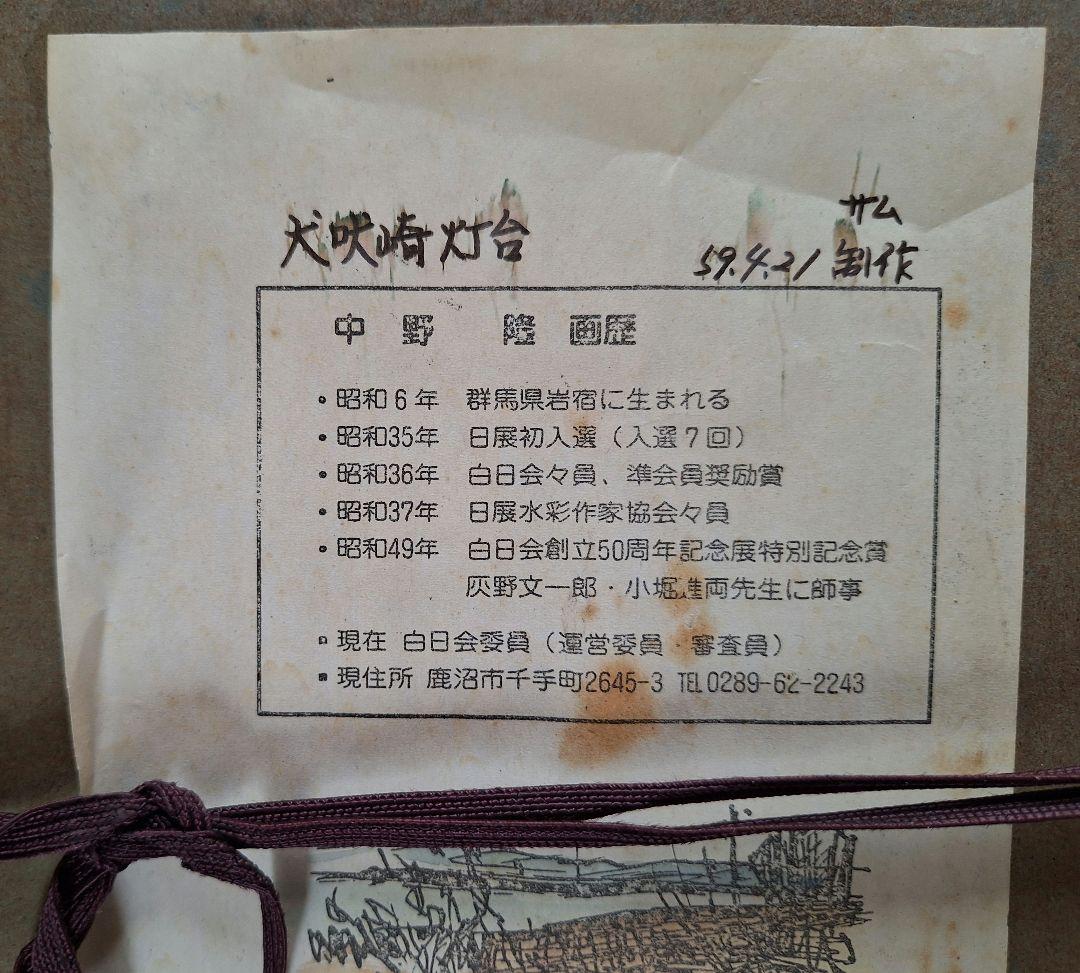 犬吠崎灯台
サム
59.4.21 制作
中野 隆 画歴
・昭和6年 群馬県岩宿に生まれる
・昭和35年 日展初入選（入選7回）
・昭和36年 白日会々員、準会員奨励賞
・昭和37年 日展水彩作家協会々員
・昭和49年 白日会創立50周年記念展特別記念賞
灰野文一郎・小堀進両先生に師事
▪現在 白日会委員（運営委員・審査員）
▪現住所 鹿沼市千手町2645-3 TEL0289-62-2243